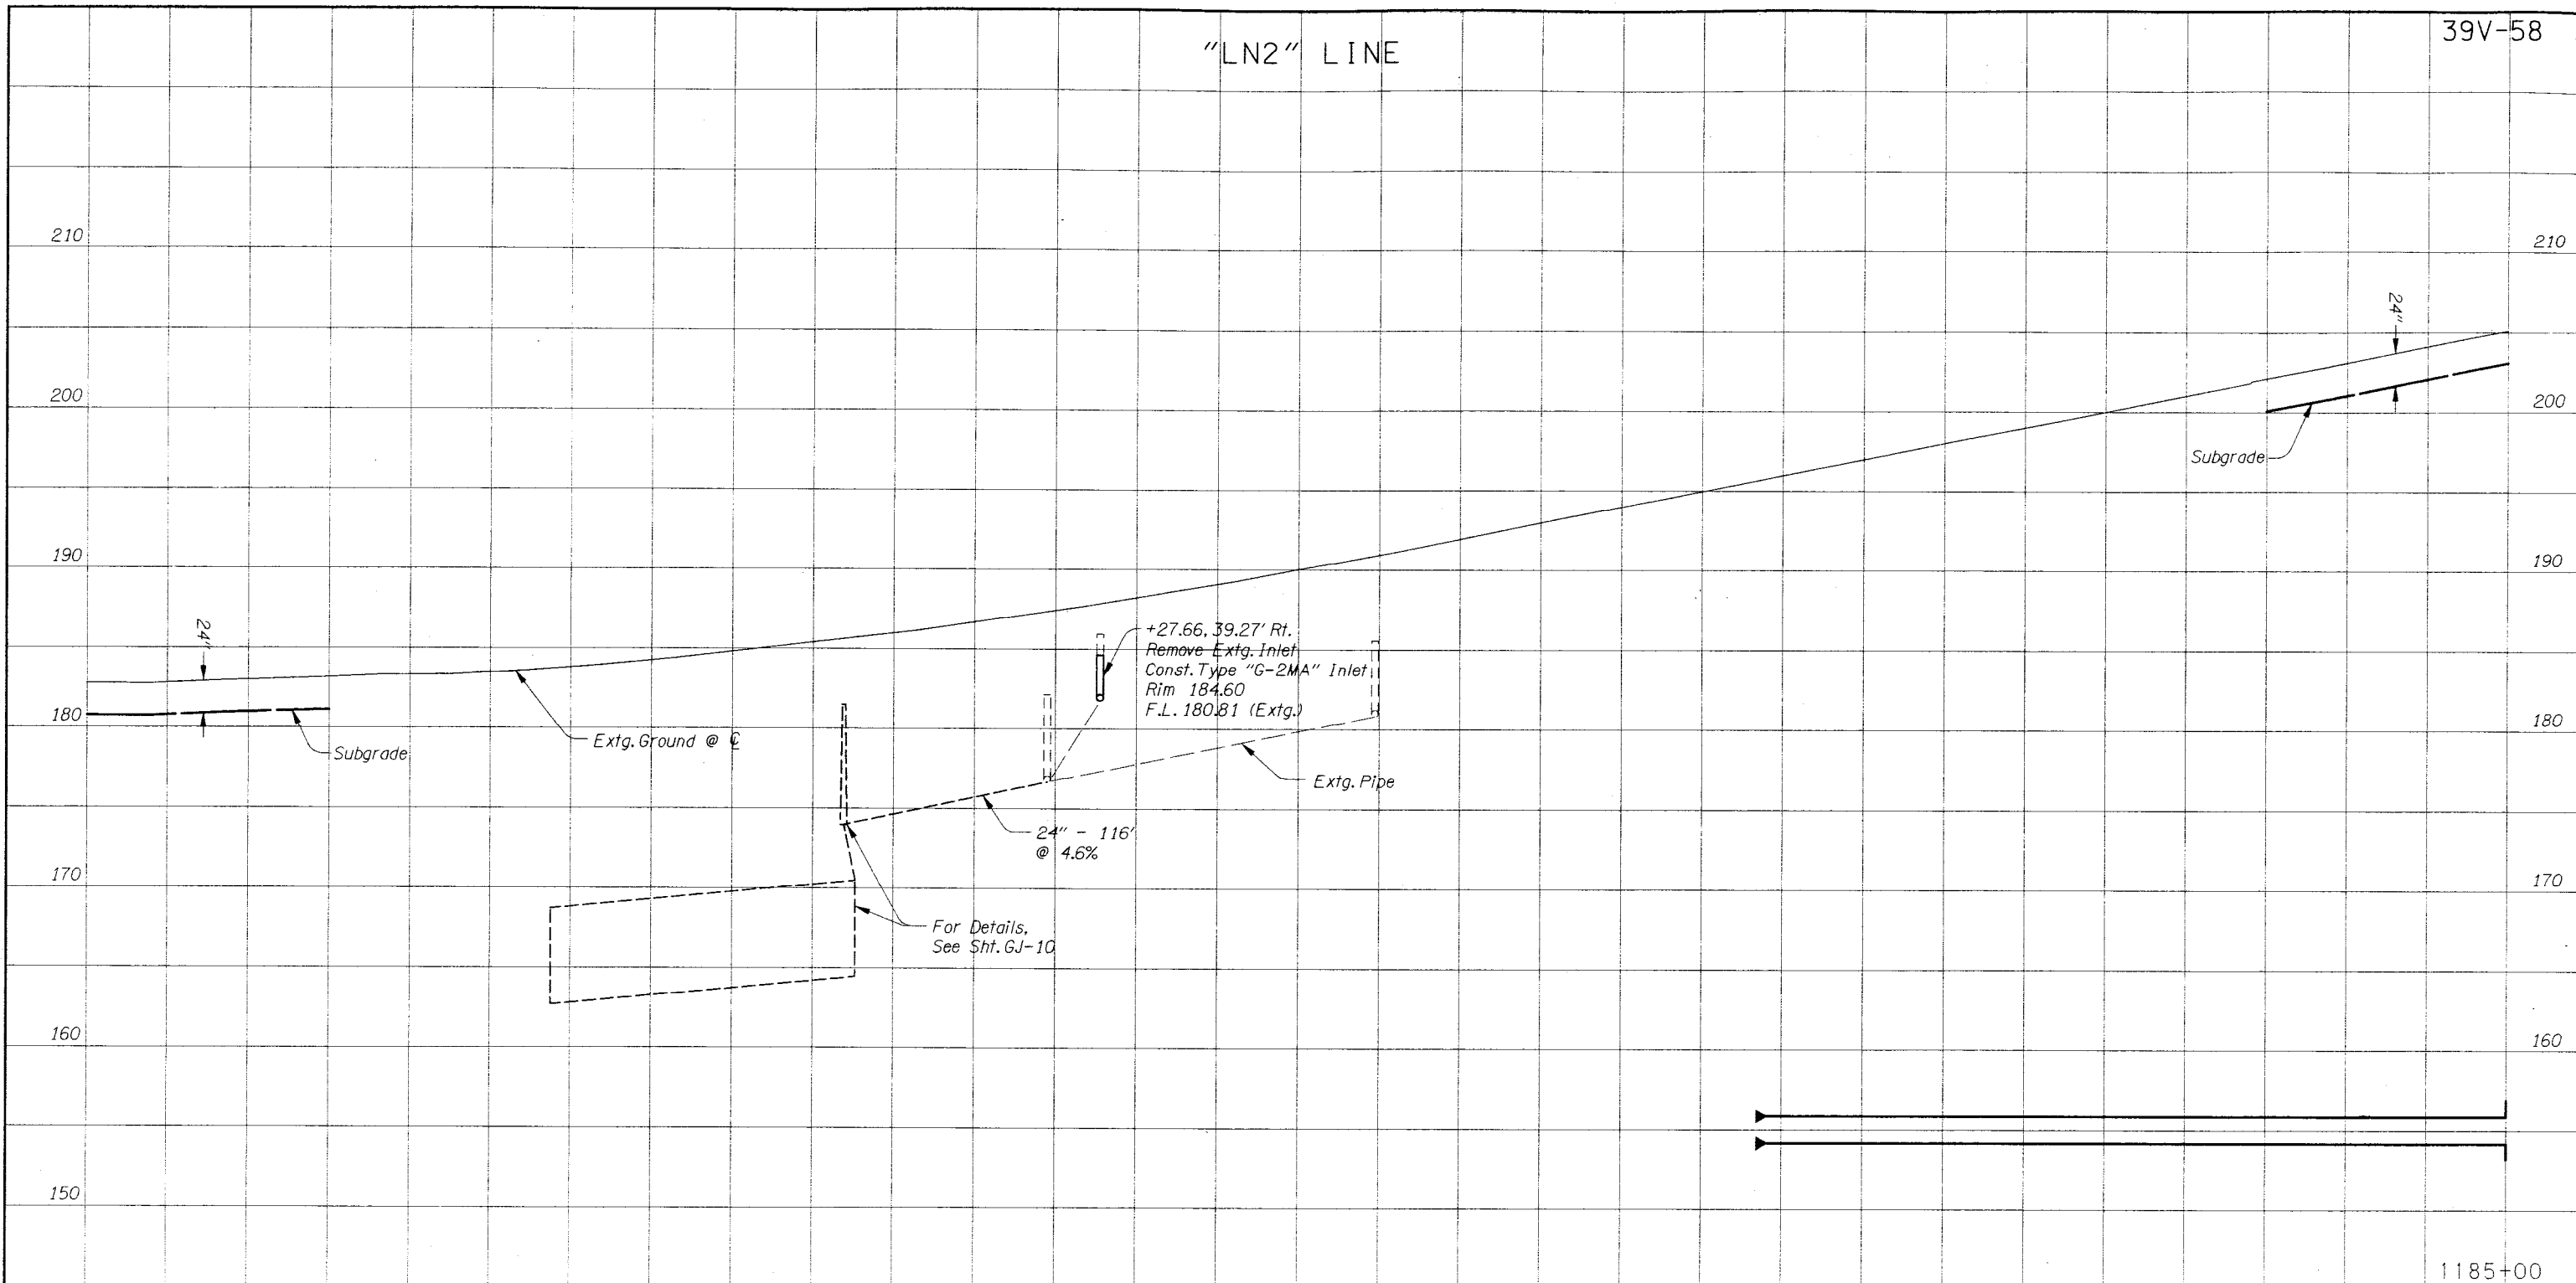 39V-58
"LN2" LINE
210
210
24"
200
200
Subgrade
190
190
24"
+27.66, 39.27' Rt.
Remove Extg. Inlet
Const. Type "G-2MA" Inlet
Rim 184.60
F.L. 180.81 (Extg.)
180
180
Extg. Ground @ ℄
Subgrade
Extg. Pipe
24" - 116'
@ 4.6%
170
170
For Details,
See Sht. GJ-10
160
160
150
1185+00